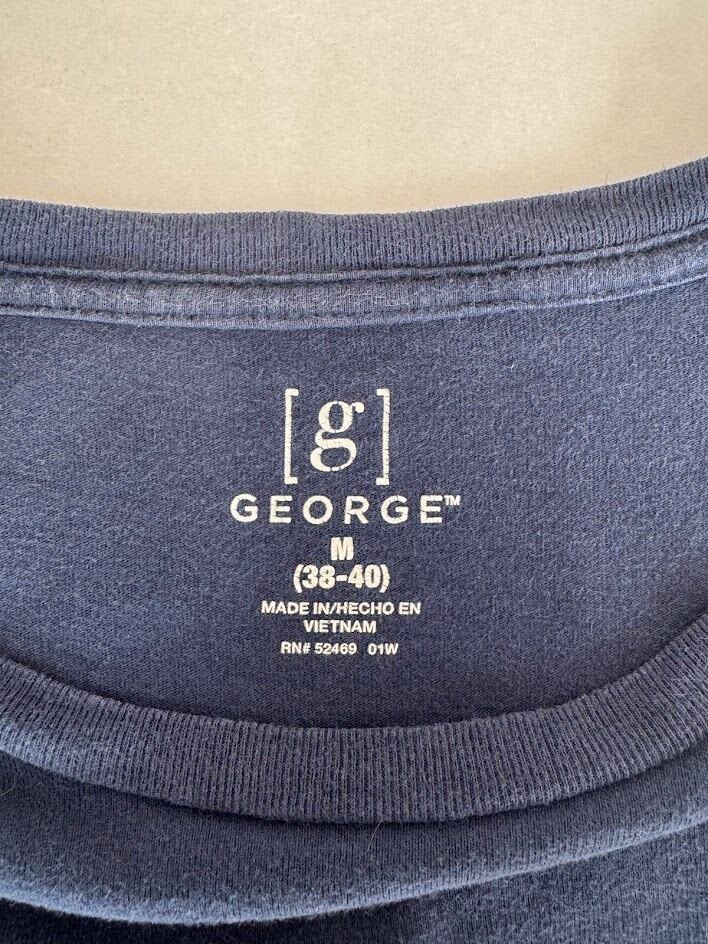 [g]
GEORGE™
M
(38-40)
MADE IN/HECHO EN
VIETNAM
RN# 52469 01W